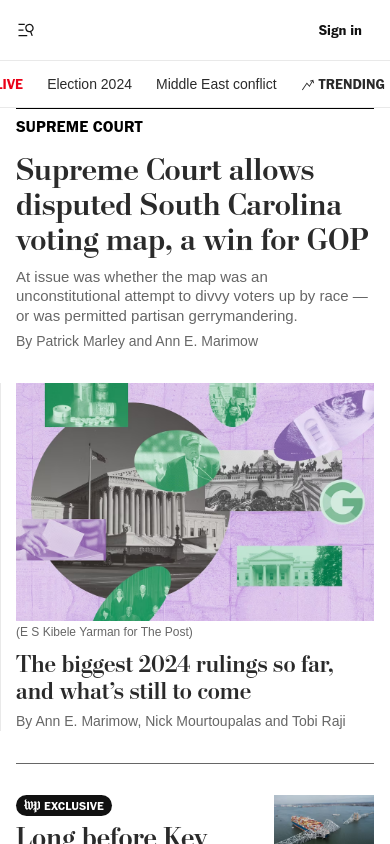 Sign in
LIVE
Election 2024
Middle East conflict
TRENDING
SUPREME COURT
Supreme Court allows
disputed South Carolina
voting map, a win for GOP
At issue was whether the map was an
unconstitutional attempt to divvy voters up by race —
or was permitted partisan gerrymandering.
By Patrick Marley and Ann E. Marimow
G
(E S Kibele Yarman for The Post)
The biggest 2024 rulings so far,
and what’s still to come
By Ann E. Marimow, Nick Mourtoupalas and Tobi Raji
wp EXCLUSIVE
Long before Key